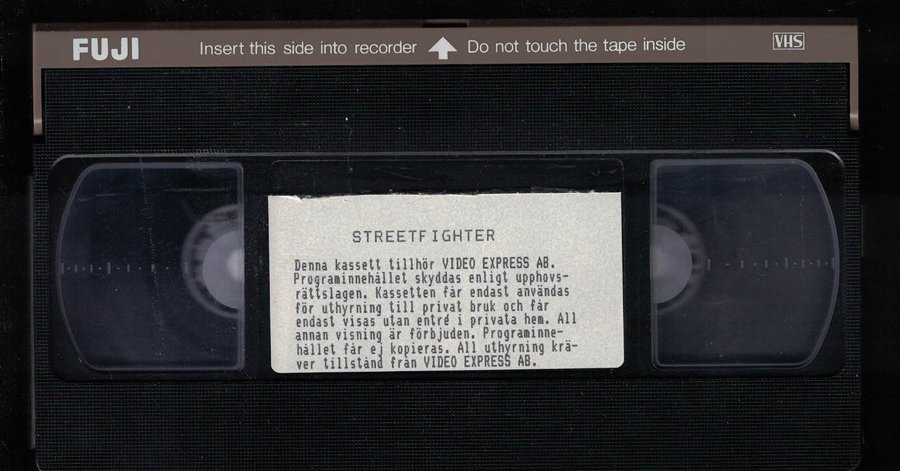 FUJI Insert this side into recorder Do not touch the tape inside VHS
STREETFIGHTER
Denna kassett tillhör VIDEO EXPRESS AB.
Programinnehållet skyddas enligt upphovs-
rättslagen. Kassetten får endast användas
för uthyrning till privat bruk och får
endast visas utan entré i privata hem. All
annan visning är förbjuden. Programinne-
hållet får ej kopieras. All uthyrning krä-
ver tillstånd från VIDEO EXPRESS AB.